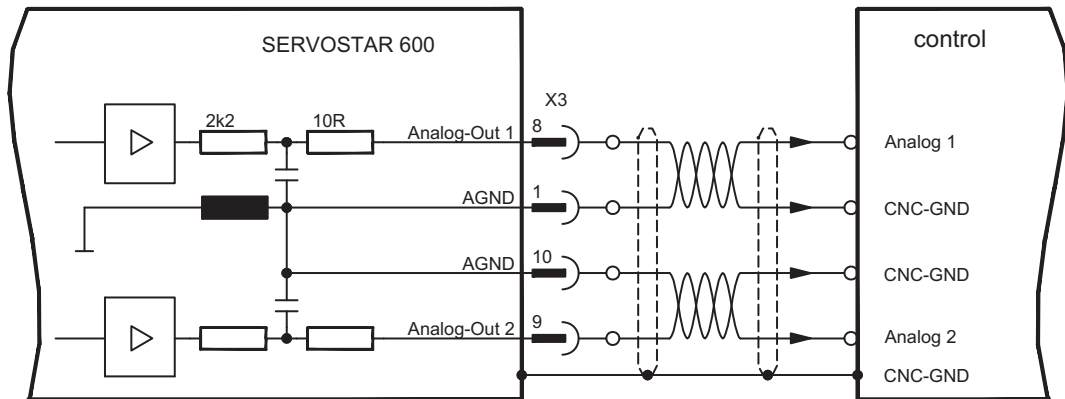 SERVOSTAR 600
control
X3
2k2
10R
Analog-Out 1
8
Analog 1
AGND
1
CNC-GND
AGND
10
CNC-GND
Analog-Out 2
9
Analog 2
CNC-GND